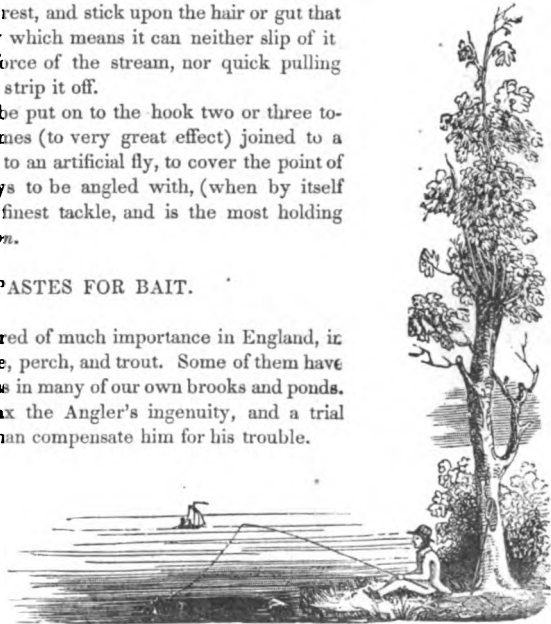 rest, and stick upon the hair or gut that
which means it can neither slip of it
orce of the stream, nor quick pulling
strip it off.
be put on to the hook two or three to-
mes (to very great effect) joined to a
to an artificial fly, to cover the point of
s to be angled with, (when by itself
finest tackle, and is the most holding
n.
ASTES FOR BAIT.
red of much importance in England, in
e, perch, and trout. Some of them have
s in many of our own brooks and ponds.
x the Angler's ingenuity, and a trial
an compensate him for his trouble.